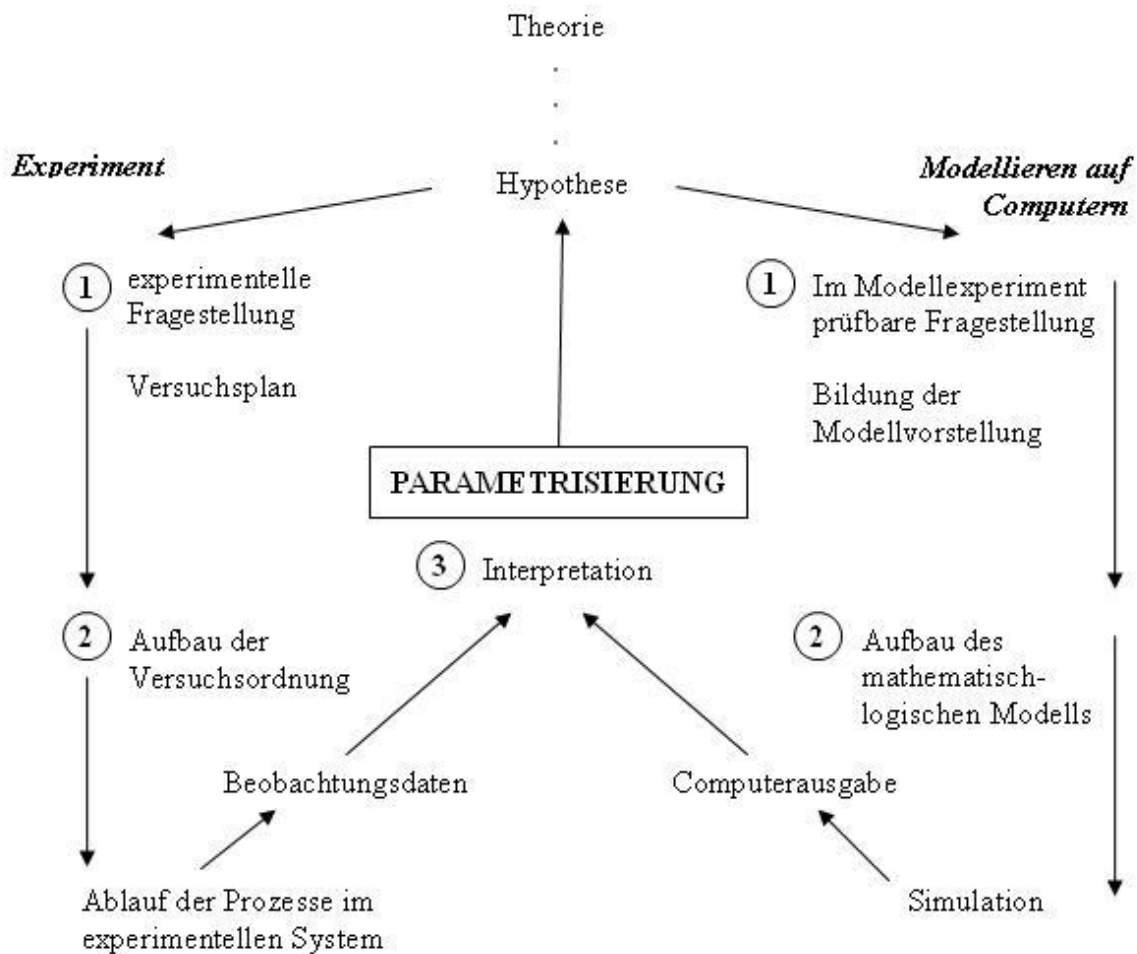 Theorie
Experiment
Hypothese
Modellieren auf
Computern
1 experimentelle
Fragestellung
Versuchsplan
1 Im Modellexperiment
prüfbare Fragestellung
Bildung der
Modellvorstellung
PARAMETRISIERUNG
3 Interpretation
2 Aufbau der
Versuchsordnung
2 Aufbau des
mathematisch-
logischen Modells
Beobachtungsdaten
Computerausgabe
Ablauf der Prozesse im
experimentellen System
Simulation